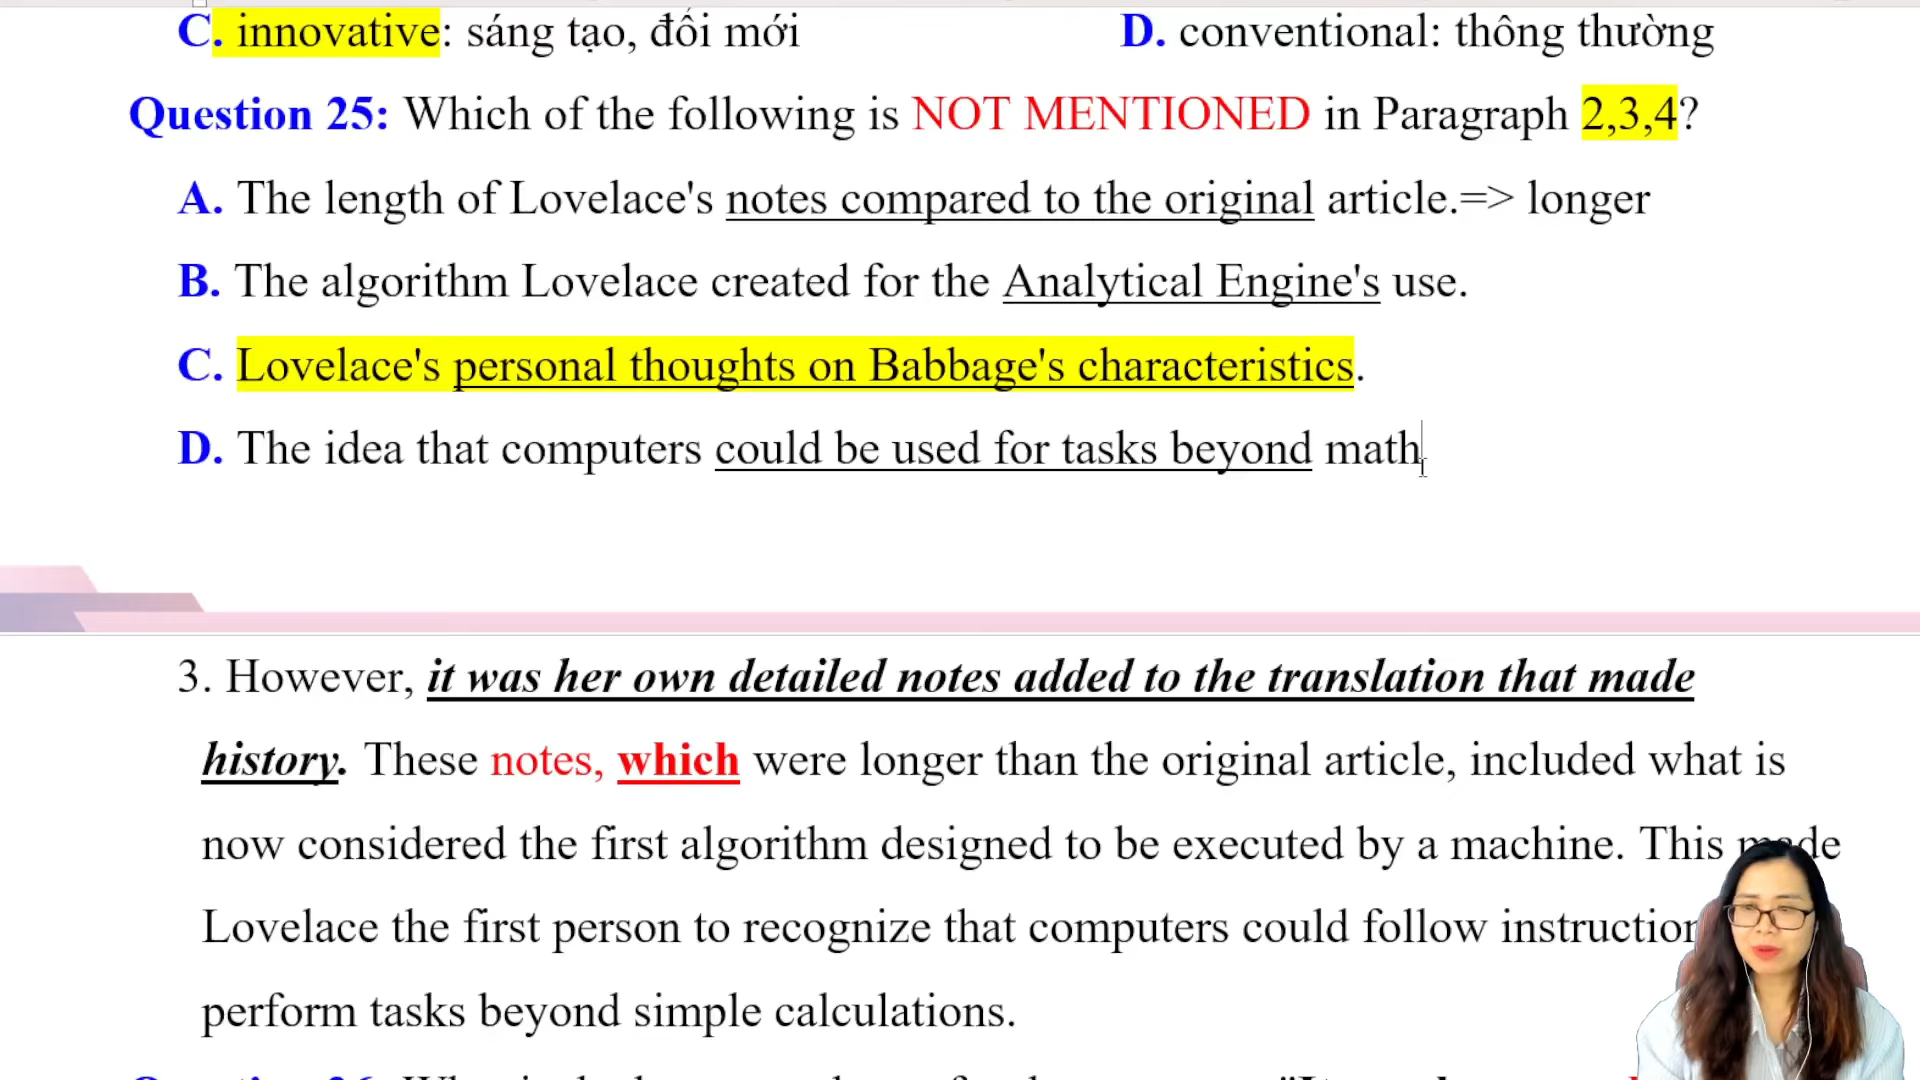 C. innovative: sáng tạo, đổi mới
D. conventional: thông thường
Question 25: Which of the following is NOT MENTIONED in Paragraph 2,3,4?
A. The length of Lovelace's notes compared to the original article.=> longer
B. The algorithm Lovelace created for the Analytical Engine's use.
C. Lovelace's personal thoughts on Babbage's characteristics.
D. The idea that computers could be used for tasks beyond math
3. However, it was her own detailed notes added to the translation that made
history. These notes, which were longer than the original article, included what is
now considered the first algorithm designed to be executed by a machine. This made
Lovelace the first person to recognize that computers could follow
perform tasks beyond simple calculations.